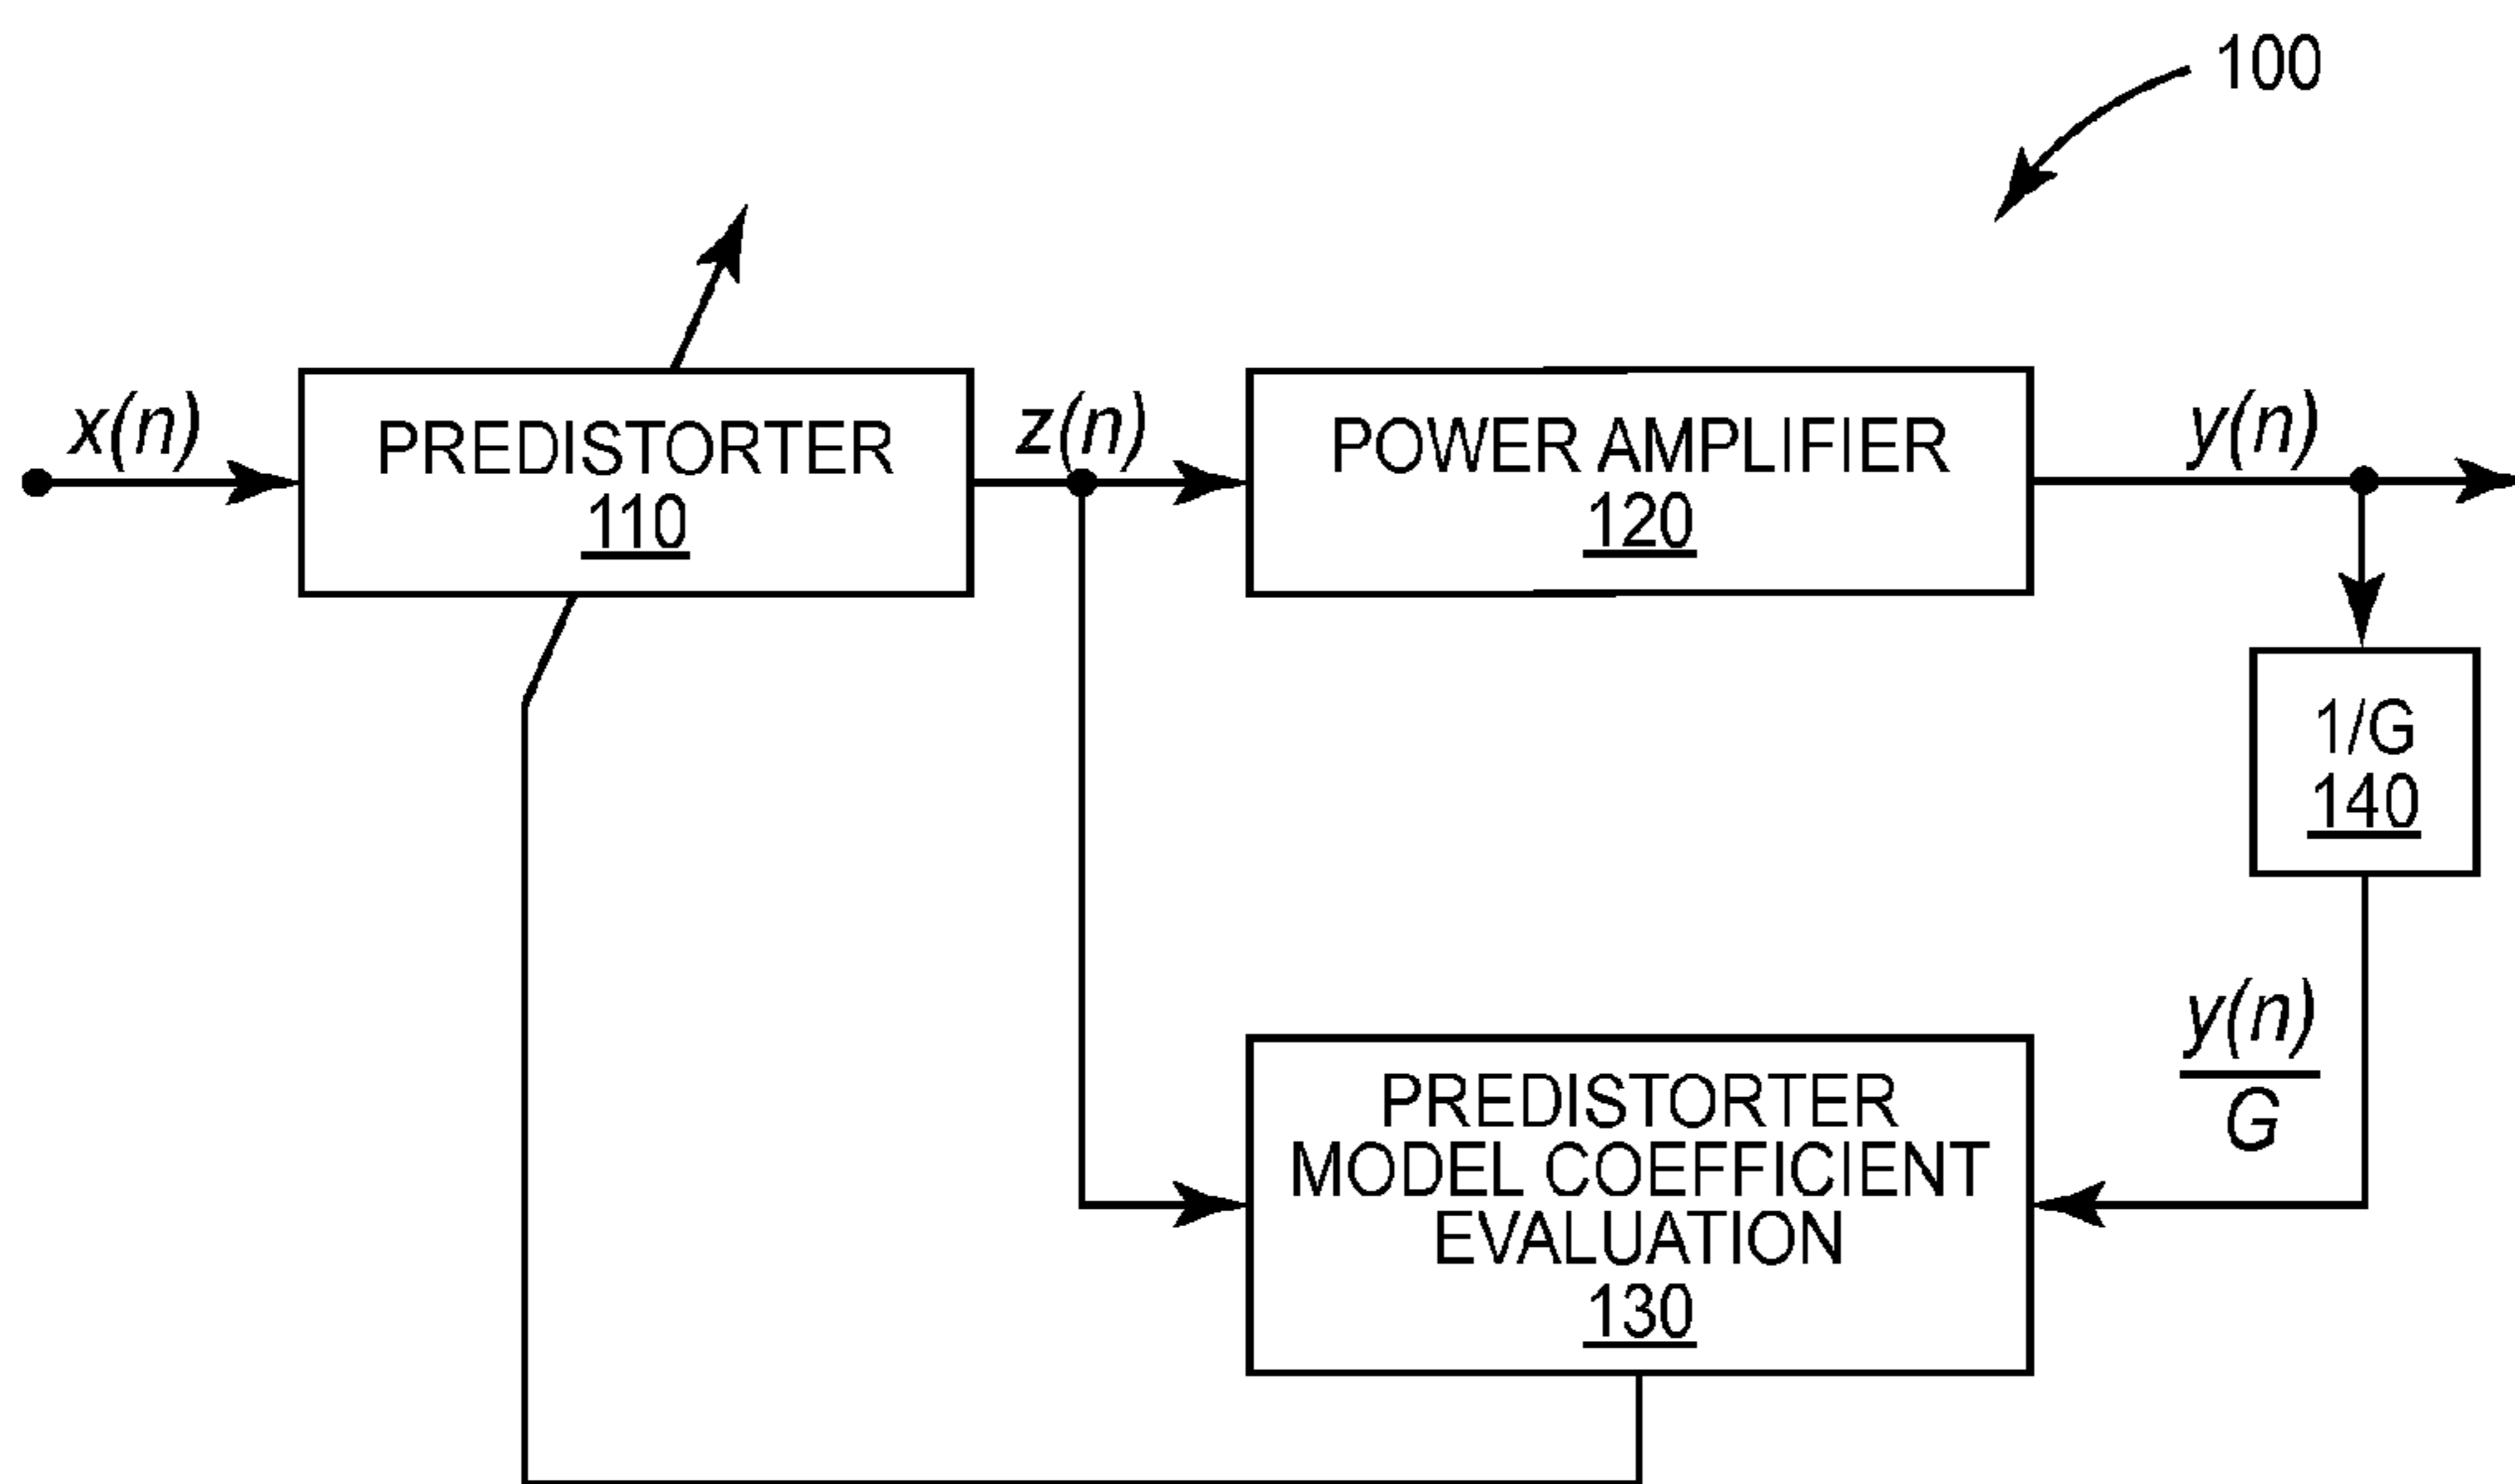 100
x(n)
PREDISTORTER
110
z(n)
POWER AMPLIFIER
120
y(n)
1/G
140
y(n)
G
PREDISTORTER
MODEL COEFFICIENT
EVALUATION
130